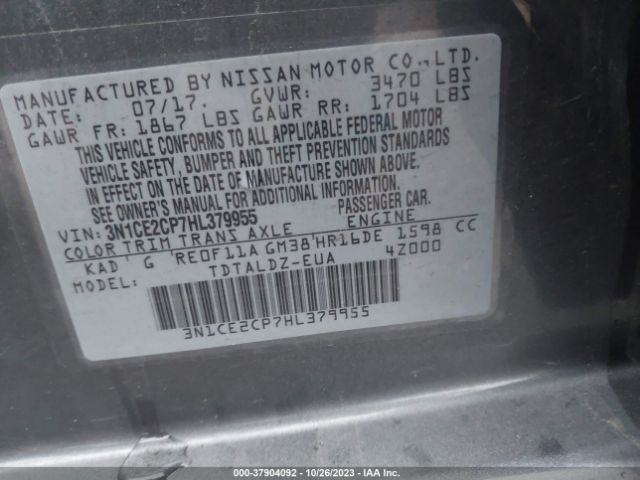 MANUFACTURED BY NISSAN MOTOR CO.,LTD.
DATE: 07/17. GVWR: 3470 LBS
GAWR FR: 1867 LBS GAWR RR: 1704 LBS
THIS VEHICLE CONFORMS TO ALL APPLICABLE FEDERAL MOTOR
VEHICLE SAFETY, BUMPER AND THEFT PREVENTION STANDARDS
IN EFFECT ON THE DATE OF MANUFACTURE SHOWN ABOVE.
SEE OWNER'S MANUAL FOR ADDITIONAL INFORMATION.
VIN: 3N1CE2CP7HL379955 PASSENGER CAR.
COLOR TRIM TRANS AXLE ENGINE
KAD G RE0F11A GM38 HR16DE 1598 CC
MODEL: TDTALDZ-EUA 4Z000
3N1CE2CP7HL379955
000-37904092 | 10/26/2023 | IAA Inc.